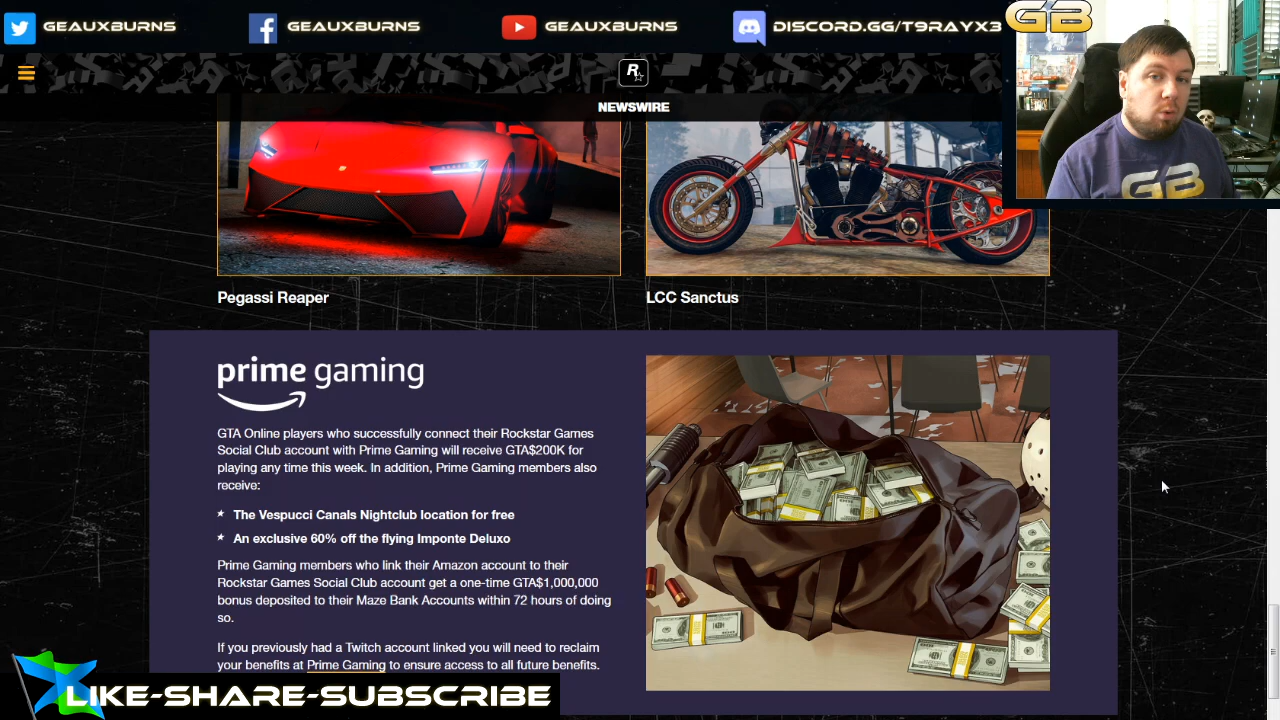 GEAUXBURNS
GEAUXBURNS
GEAUXBURNS
DISCORD.GG/T9RAYX3
GB
R
NEWSWIRE
GB
Pegassi Reaper
LCC Sanctus
prime gaming
GTA Online players who successfully connect their Rockstar Games
Social Club account with Prime Gaming will receive GTA$200K for
playing any time this week. In addition, Prime Gaming members also
receive:
The Vespucci Canals Nightclub location for free
An exclusive 60% off the flying Imponte Deluxo
Prime Gaming members who link their Amazon account to their
Rockstar Games Social Club account get a one-time GTA$1,000,000
bonus deposited to their Maze Bank Accounts within 72 hours of doing
so.
If you previously had a Twitch account linked you will need to reclaim
your benefits at Prime Gaming to ensure access to all future benefits.
LIKE-SHARE-SUBSCRIBE